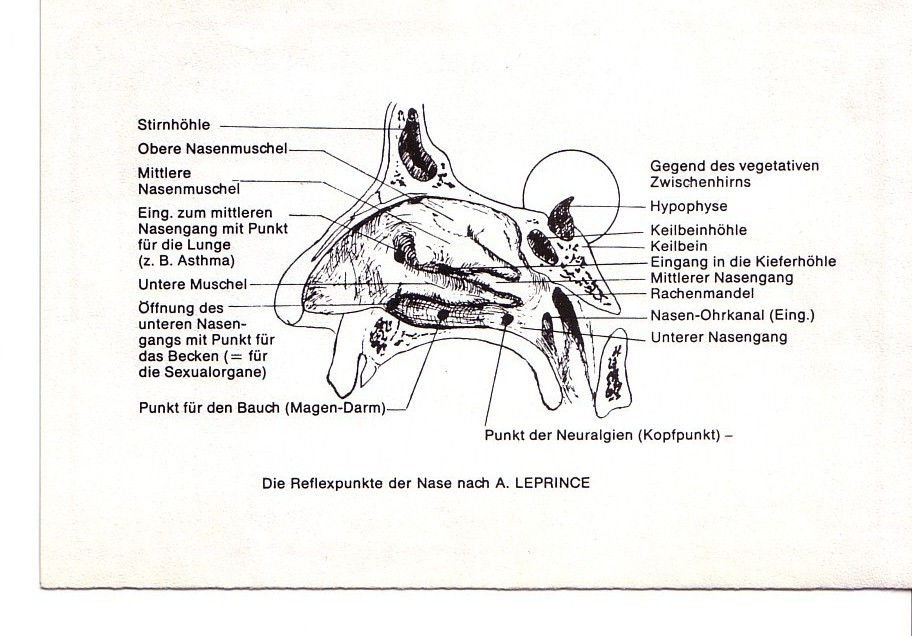 Stirnhöhle
Obere Nasenmuschel
Mittlere
Nasenmuschel
Eing. zum mittleren
Nasengang mit Punkt
für die Lunge
(z. B. Asthma)
Untere Muschel
Öffnung des
unteren Nasen-
gangs mit Punkt für
das Becken (= für
die Sexualorgane)
Punkt für den Bauch (Magen-Darm)
Gegend des vegetativen
Zwischenhirns
Hypophyse
Keilbeinhöhle
Keilbein
Eingang in die Kieferhöhle
Mittlerer Nasengang
Rachenmandel
Nasen-Ohrkanal (Eing.)
Unterer Nasengang
Punkt der Neuralgien (Kopfpunkt) –
Die Reflexpunkte der Nase nach A. LEPRINCE